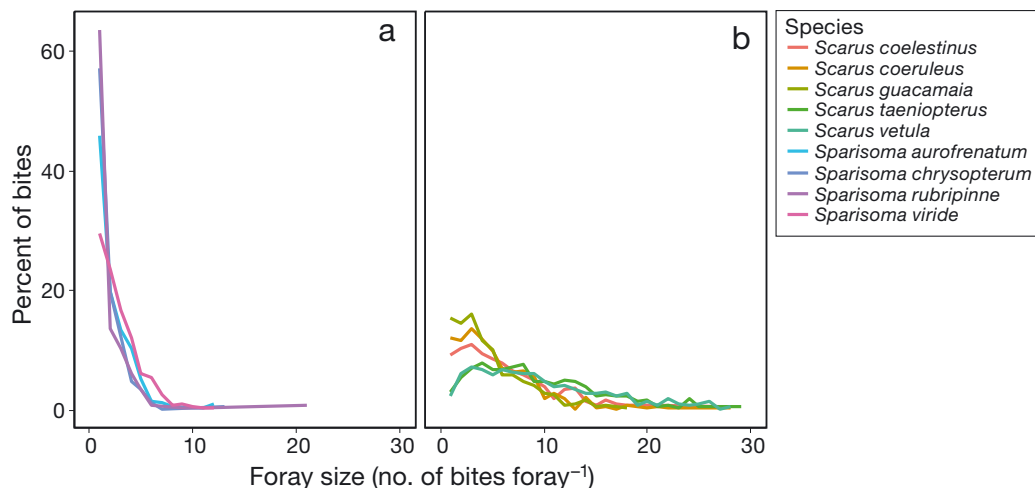 a
b
Percent of bites
60
40
20
0
0 10 20 30
0 10 20 30
Foray size (no. of bites foray⁻¹)
Species
Scarus coelestinus
Scarus coeruleus
Scarus guacamaia
Scarus taeniopterus
Scarus vetula
Sparisoma aurofrenatum
Sparisoma chrysopterum
Sparisoma rubripinne
Sparisoma viride